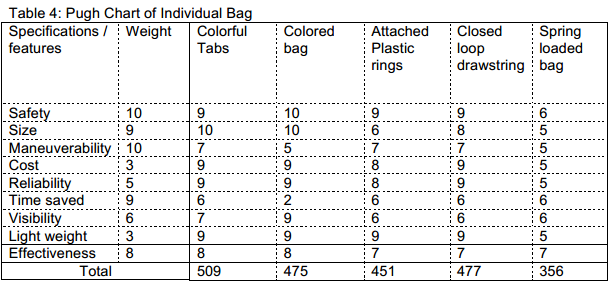 Table 4: Pugh Chart of Individual Bag
Specifications / features Weight Colorful Tabs Colored bag Attached Plastic rings Closed loop drawstring Spring loaded bag
Safety 10 9 10 9 9 6
Size 9 10 10 6 8 5
Maneuverability 10 7 5 7 7 5
Cost 3 9 9 8 9 5
Reliability 5 9 9 8 9 5
Time saved 9 6 2 6 6 6
Visibility 6 7 9 6 6 6
Light weight 3 9 9 9 9 5
Effectiveness 8 8 8 7 7 7
Total 509 475 451 477 356